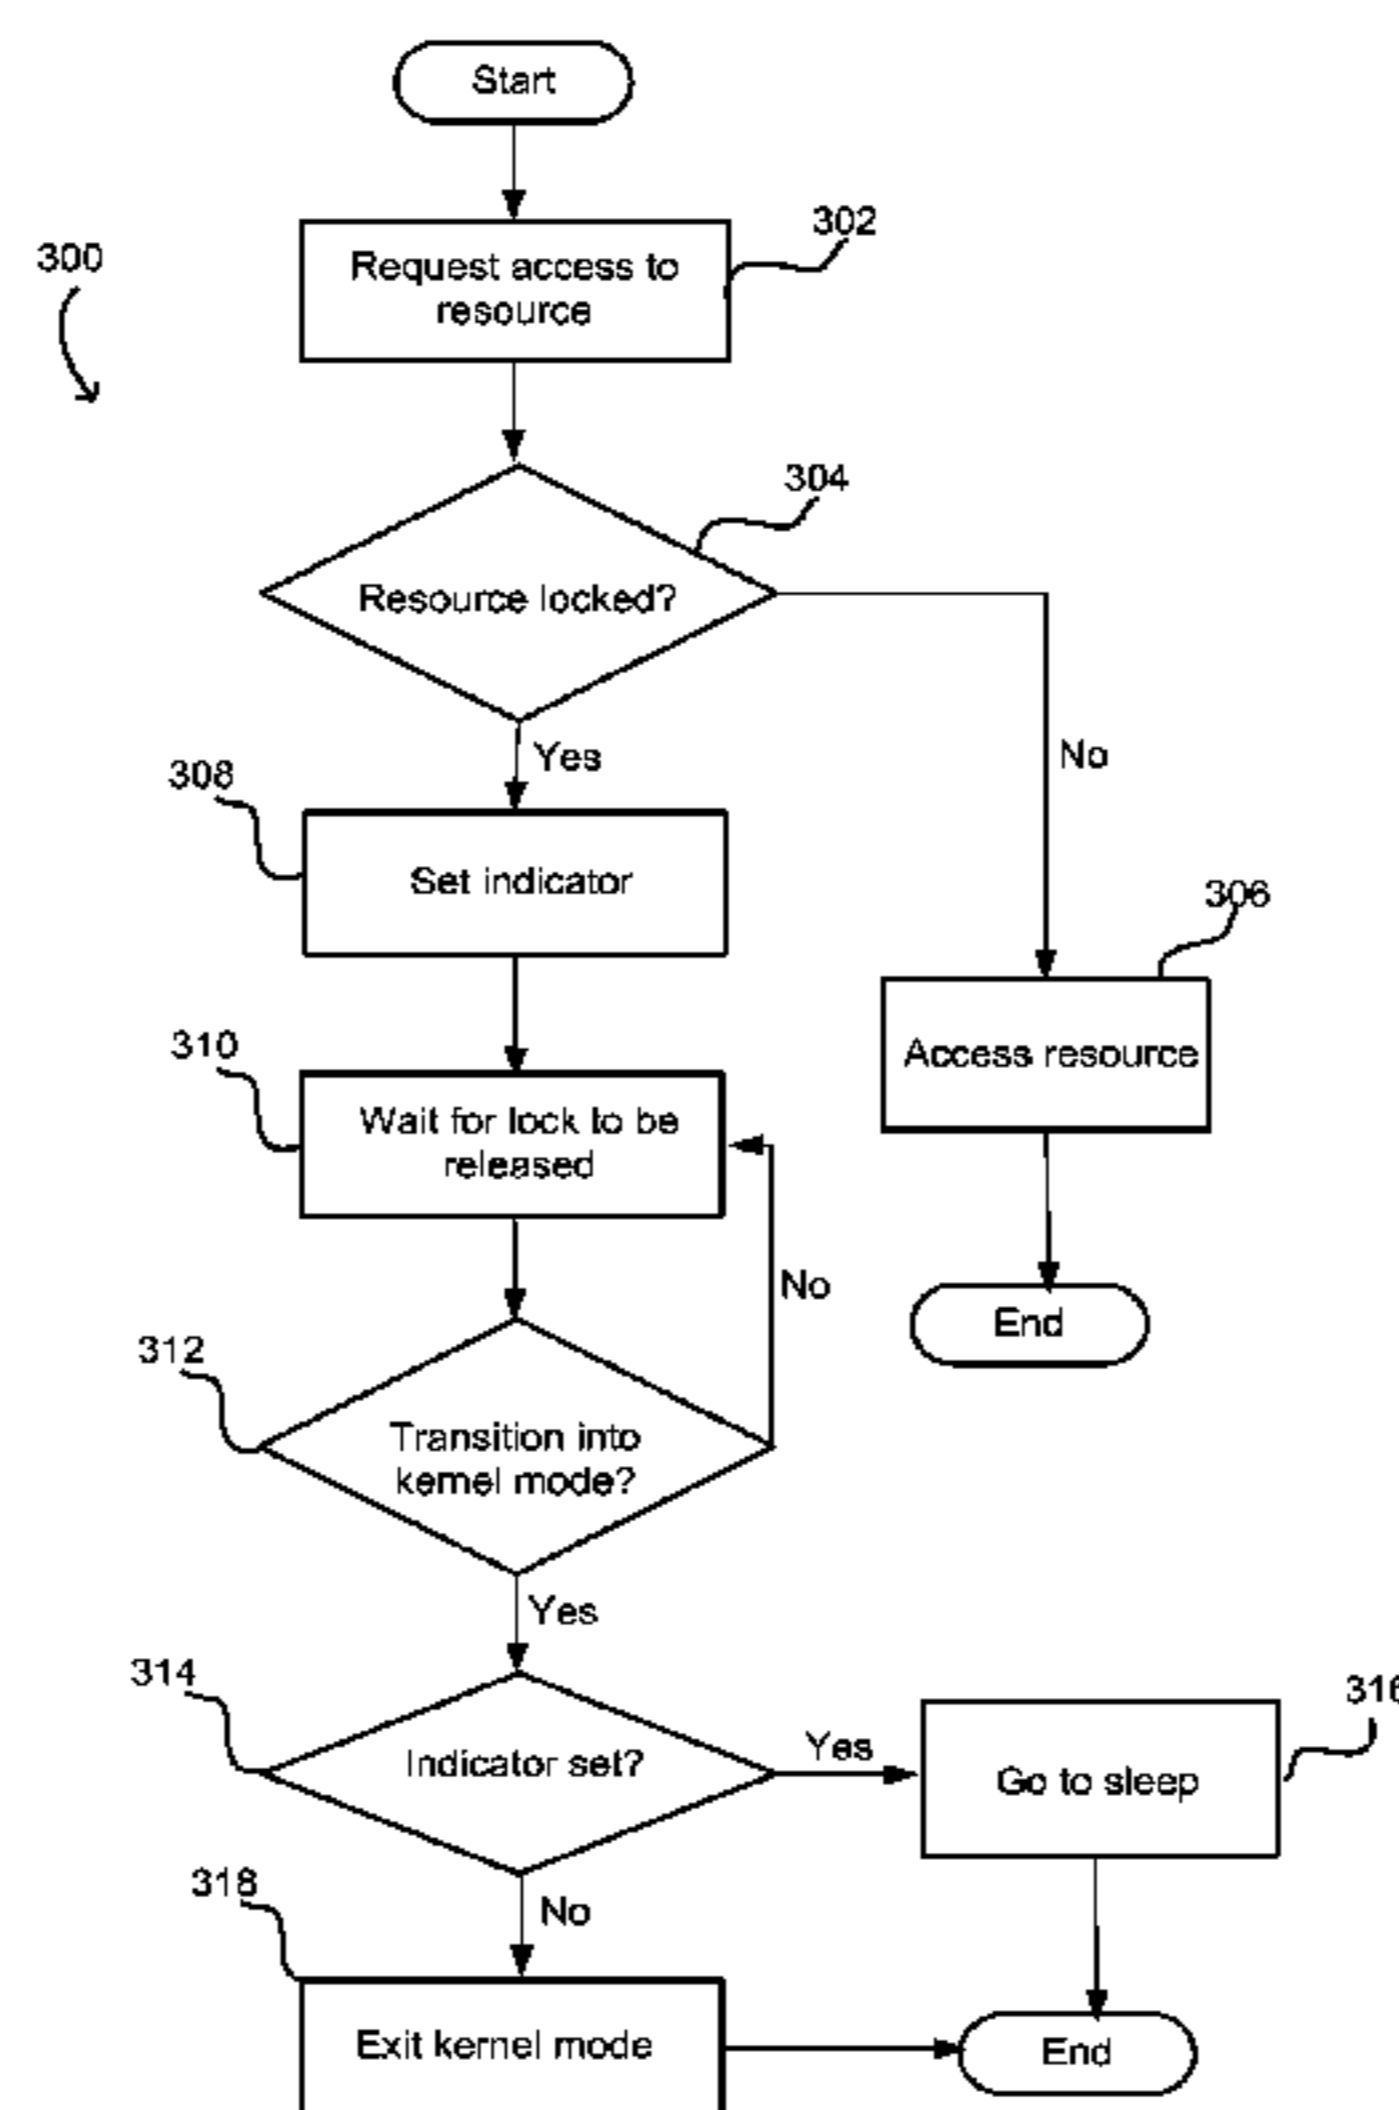 Start
302
300
Request access to
resource
304
Resource locked?
Yes
No
308
Set indicator
306
310
Access resource
Wait for lock to be
released
No
End
312
Transition into
kernel mode?
Yes
314
316
Indicator set?
Yes
Go to sleep
318
No
Exit kernel mode
End